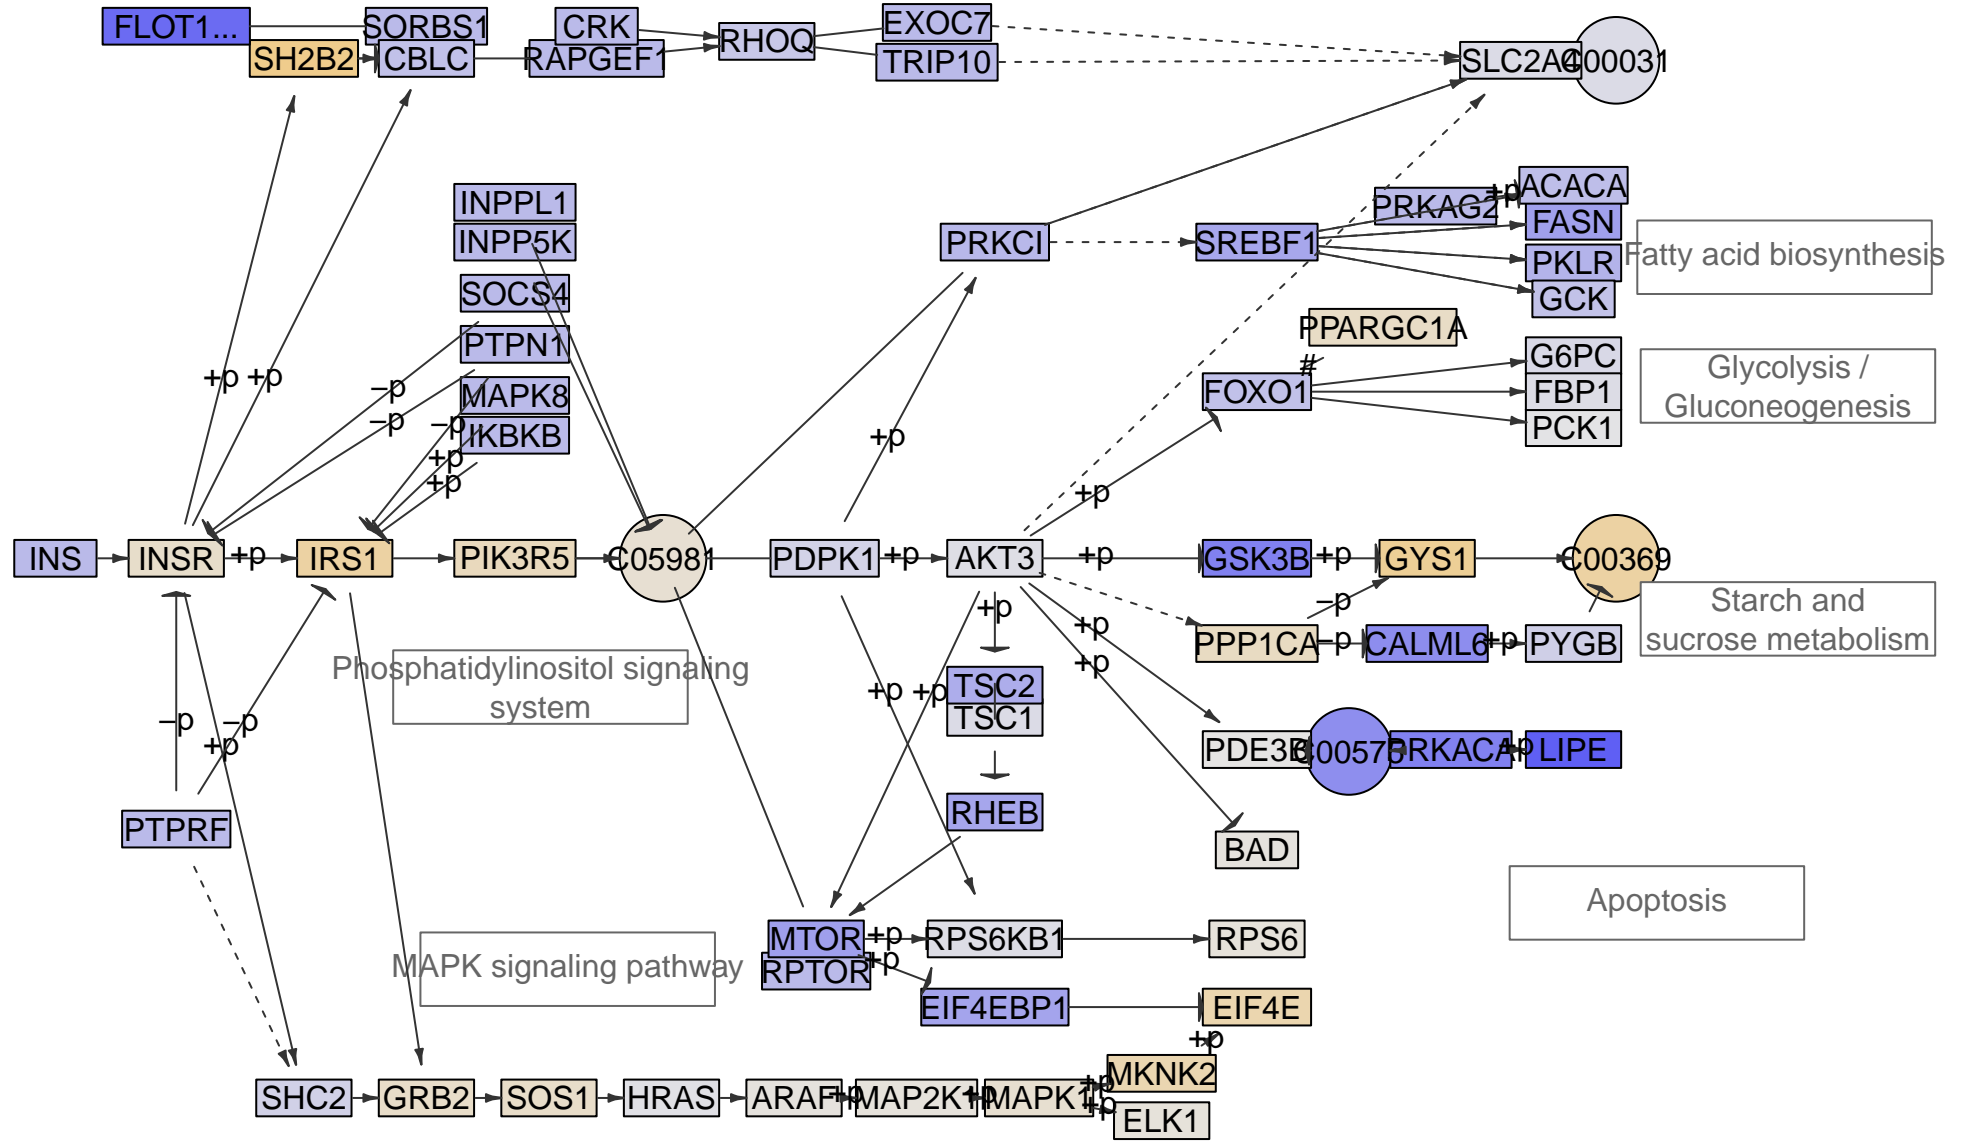 FLOT1...
SORBS1
CRK
EXOC7
SH2B2
CBLC
RAPGEF1
RHOQ
TRIP10
SLC2A4
C00031
INPPL1
INPP5K
SOCS4
PTPN1
MAPK8
IKBKB
PRKCI
SREBF1
PRKAG2
+p
ACACA
FASN
PKLR
GCK
Fatty acid biosynthesis
PPARGC1A
#
FOXO1
G6PC
FBP1
PCK1
Glycolysis /
Gluconeogenesis
+p
+p
−p
−p
−p
+p
+p
+p
+p
INS
INSR
+p
IRS1
PIK3R5
C05981
PDPK1
+p
AKT3
+p
GSK3B
+p
GYS1
C00369
+p
+p
−p
PPP1CA
−p
CALML6
+p
PYGB
Starch and
sucrose metabolism
+p
Phosphatidylinositol signaling
system
−p
−p
+p
+p
+p
TSC2
TSC1
PDE3B
C00575
PRKACA
+p
LIPE
PTPRF
RHEB
BAD
Apoptosis
MAPK signaling pathway
MTOR
+p
RPS6KB1
RPS6
RPTOR
+p
EIF4EBP1
EIF4E
+p
SHC2
GRB2
SOS1
HRAS
ARAF
+p
MAP2K1
+p
MAPK1
+p
MKNK2
+p
ELK1